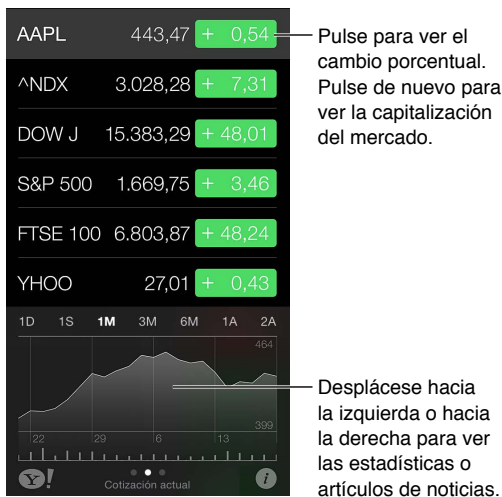 AAPL 443,47 + 0,54
Pulse para ver el
cambio porcentual.
Pulse de nuevo para
ver la capitalización
del mercado.
^NDX 3.028,28 + 7,31
DOW J 15.383,29 + 48,01
S&P 500 1.669,75 + 3,46
FTSE 100 6.803,87 + 48,24
YHOO 27,01 + 0,43
1D 1S 1M 3M 6M 1A 2A
464
399
22 29 6 13
Desplácese hacia
la izquierda o hacia
la derecha para ver
las estadísticas o
artículos de noticias.
Y!
Cotización actual
i